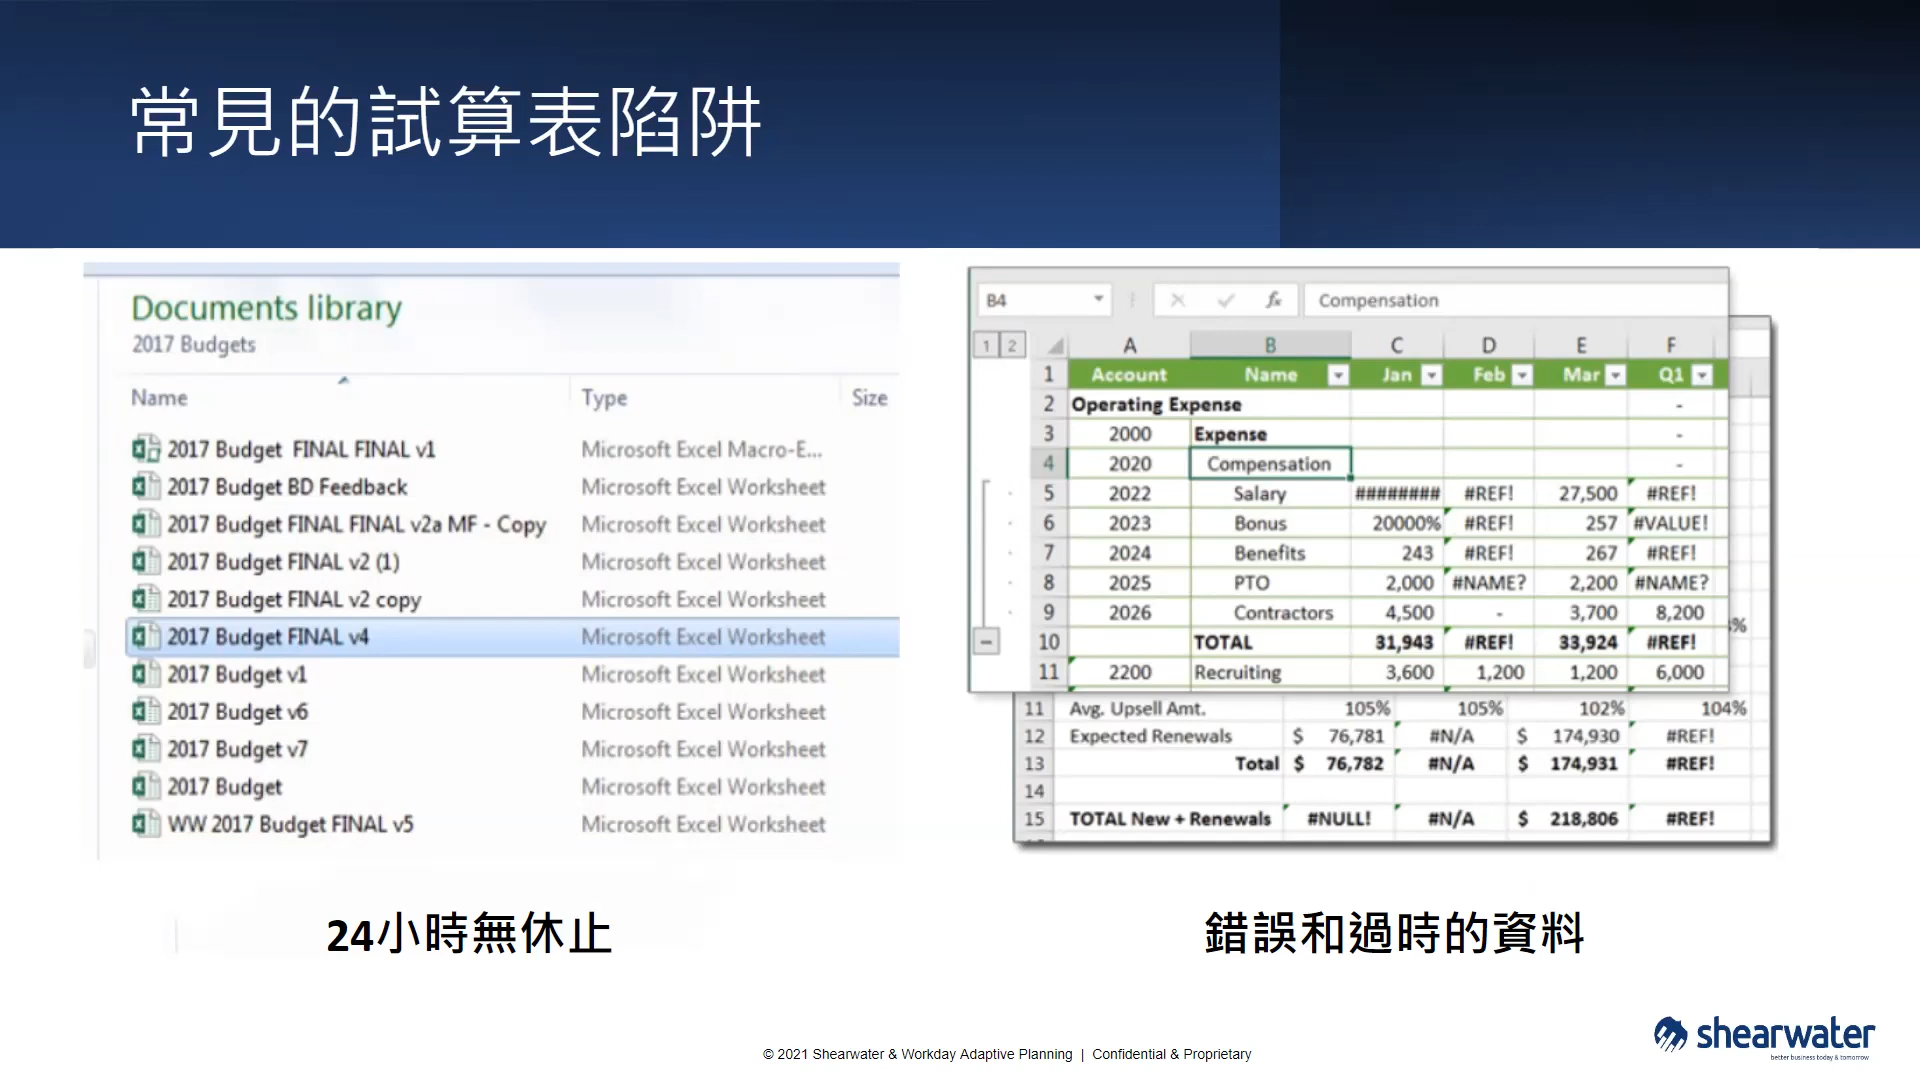 常見的試算表陷阱
Documents library
2017 Budgets
Name Type Size
2017 Budget FINAL FINAL v1 Microsoft Excel Macro-E...
2017 Budget BD Feedback Microsoft Excel Worksheet
2017 Budget FINAL FINAL v2a MF - Copy Microsoft Excel Worksheet
2017 Budget FINAL v2 (1) Microsoft Excel Worksheet
2017 Budget FINAL v2 copy Microsoft Excel Worksheet
2017 Budget FINAL v4 Microsoft Excel Worksheet
2017 Budget v1 Microsoft Excel Worksheet
2017 Budget v6 Microsoft Excel Worksheet
2017 Budget v7 Microsoft Excel Worksheet
2017 Budget Microsoft Excel Worksheet
WW 2017 Budget FINAL v5 Microsoft Excel Worksheet
24小時無休止
B4 fx Compensation
1 2 A B C D E F
1 Account Name Jan Feb Mar Q1
2 Operating Expense -
3 2000 Expense -
4 2020 Compensation -
5 2022 Salary ######## #REF! 27,500 #REF!
6 2023 Bonus 20000% #REF! 257 #VALUE!
7 2024 Benefits 243 #REF! 267 #REF!
8 2025 PTO 2,000 #NAME? 2,200 #NAME?
9 2026 Contractors 4,500 - 3,700 8,200
%
10 TOTAL 31,943 #REF! 33,924 #REF!
11 2200 Recruiting 3,600 1,200 1,200 6,000
11 Avg. Upsell Amt. 105% 105% 102% 104%
12 Expected Renewals $ 76,781 #N/A $ 174,930 #REF!
13 Total $ 76,782 #N/A $ 174,931 #REF!
14
15 TOTAL New + Renewals #NULL! #N/A $ 218,806 #REF!
錯誤和過時的資料
shearwater
better business today & tomorrow
© 2021 Shearwater & Workday Adaptive Planning | Confidential & Proprietary